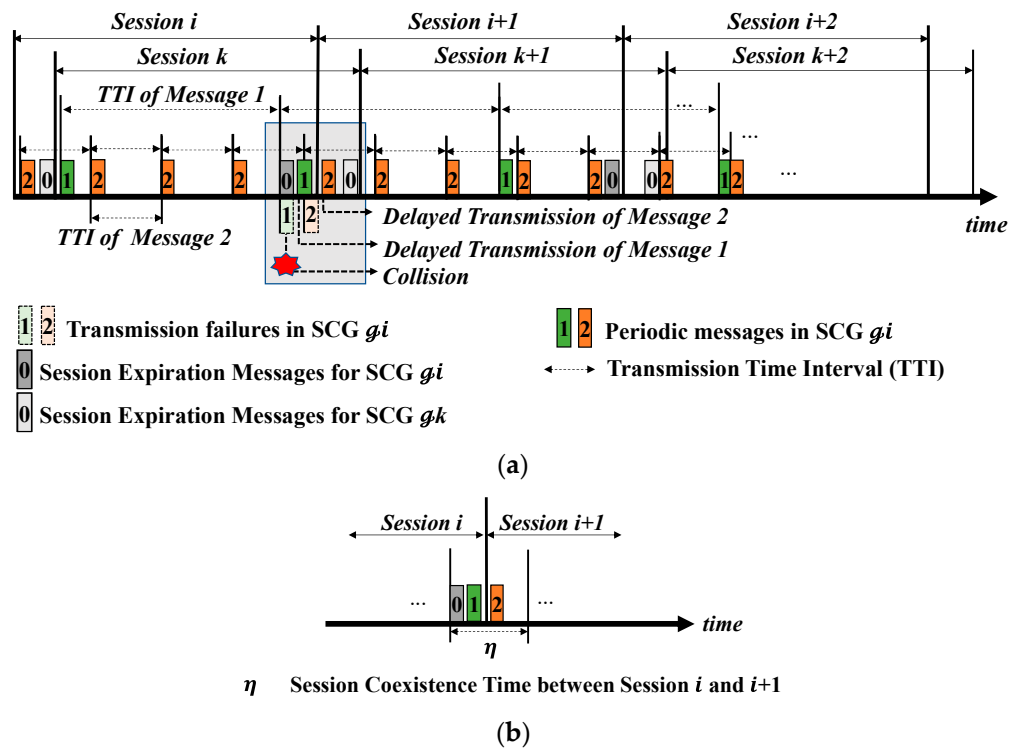 Session i Session i+1 Session i+2
Session k Session k+1 Session k+2
TTI of Message 1 ...
...
2 0 1 2 2 2 0 1 2 0 2 2 1 2 2 0 0 2 1 2 ...
1 2
time
TTI of Message 2
Delayed Transmission of Message 2
Delayed Transmission of Message 1
Collision
1 2 Transmission failures in SCG gi
1 2 Periodic messages in SCG gi
0 Session Expiration Messages for SCG gi
Transmission Time Interval (TTI)
0 Session Expiration Messages for SCG gk
(a)
Session i Session i+1
... 0 1 2 ...
time
η
η Session Coexistence Time between Session i and i+1
(b)